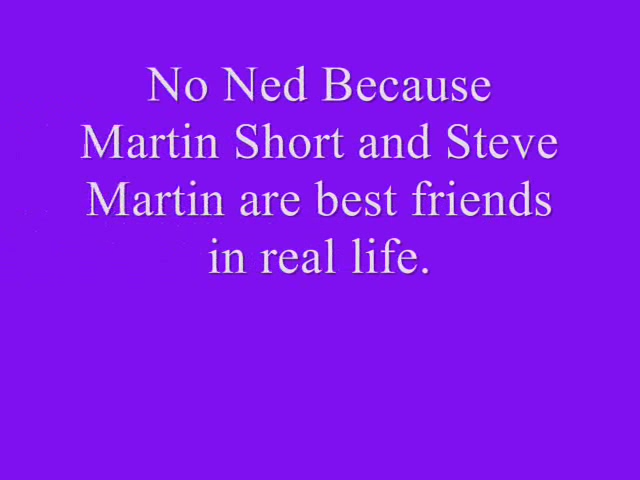 No Ned Because
Martin Short and Steve
Martin are best friends
in real life.